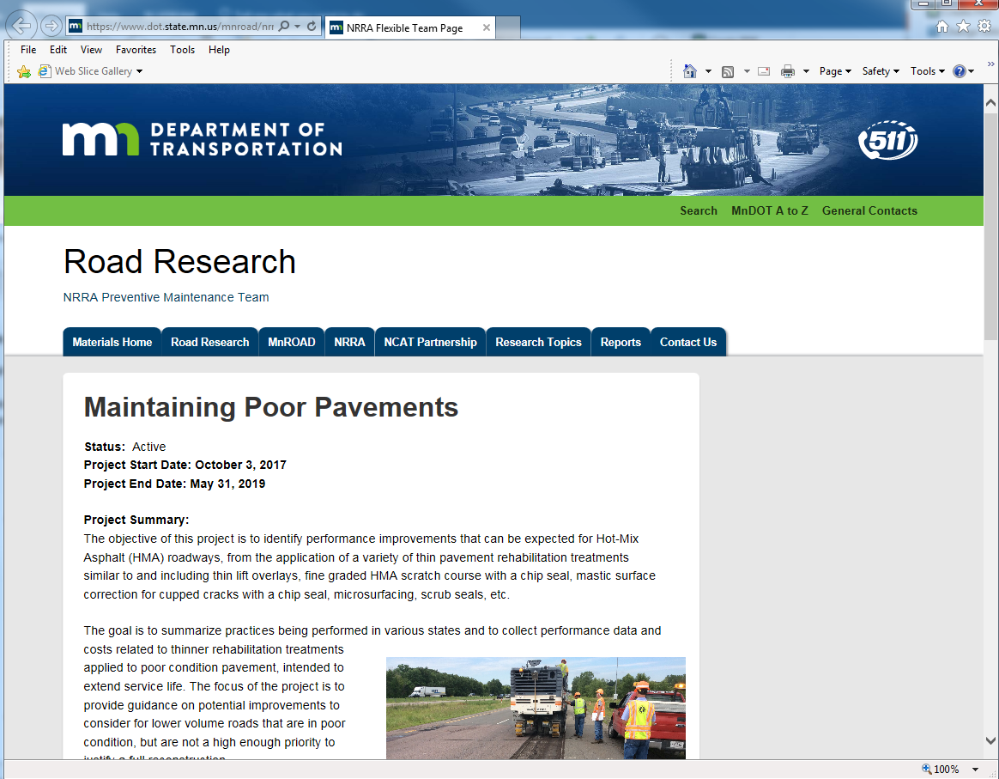 https://www.dot.state.mn.us/mnroad/nrr
NRRA Flexible Team Page
File Edit View Favorites Tools Help
Web Slice Gallery
Page Safety Tools
mn DEPARTMENT OF
TRANSPORTATION
511
Search MnDOT A to Z General Contacts
Road Research
NRRA Preventive Maintenance Team
Materials Home Road Research MnROAD NRRA NCAT Partnership Research Topics Reports Contact Us
Maintaining Poor Pavements
Status: Active
Project Start Date: October 3, 2017
Project End Date: May 31, 2019
Project Summary:
The objective of this project is to identify performance improvements that can be expected for Hot-Mix
Asphalt (HMA) roadways, from the application of a variety of thin pavement rehabilitation treatments
similar to and including thin lift overlays, fine graded HMA scratch course with a chip seal, mastic surface
correction for cupped cracks with a chip seal, microsurfacing, scrub seals, etc.
The goal is to summarize practices being performed in various states and to collect performance data and
costs related to thinner rehabilitation treatments
applied to poor condition pavement, intended to
extend service life. The focus of the project is to
provide guidance on potential improvements to
consider for lower volume roads that are in poor
condition, but are not a high enough priority to
justify a full reconstruction.
100%